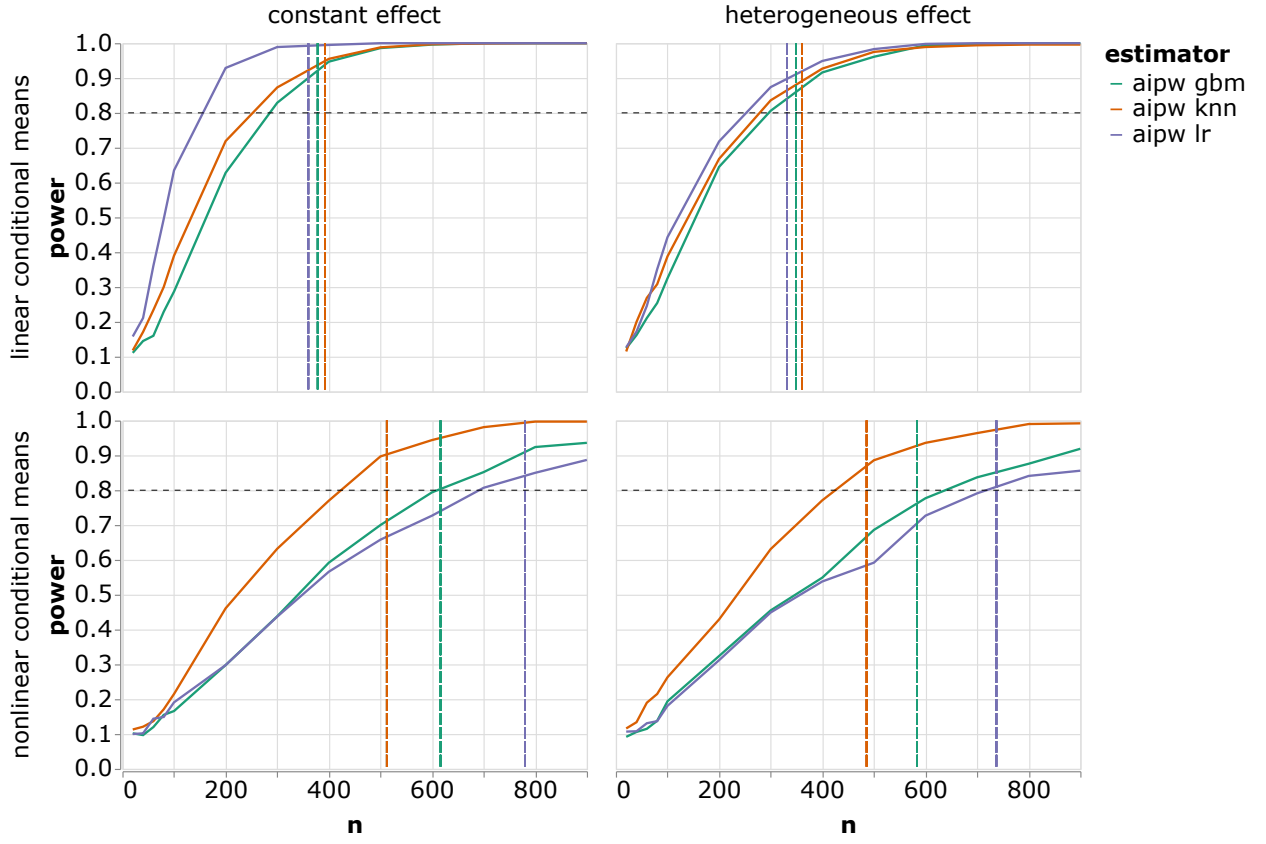 constant effect
heterogeneous effect
estimator
aipw gbm
aipw knn
aipw lr
linear conditional means
power
1.0
0.9
0.8
0.7
0.6
0.5
0.4
0.3
0.2
0.1
0.0
nonlinear conditional means
power
1.0
0.9
0.8
0.7
0.6
0.5
0.4
0.3
0.2
0.1
0.0
0 200 400 600 800
0 200 400 600 800
n
n